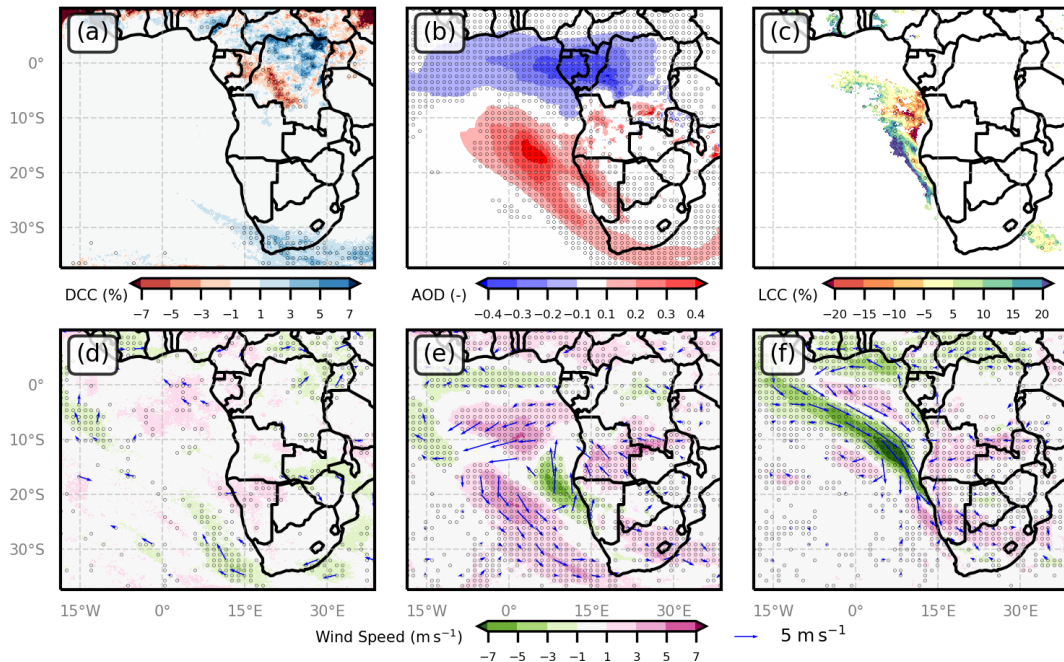 (a) (b) (c)
0°
10°S
20°S
30°S
DCC (%) AOD (-) LCC (%)
−7 −5 −3 −1 1 3 5 7 −0.4 −0.3 −0.2 −0.1 0.1 0.2 0.3 0.4 −20 −15 −10 −5 5 10 15 20
(d) (e) (f)
0°
10°S
20°S
30°S
15°W 0° 15°E 30°E 15°W 0° 15°E 30°E 15°W 0° 15°E 30°E
Wind Speed (m s⁻¹) 5 m s⁻¹
−7 −5 −3 −1 1 3 5 7